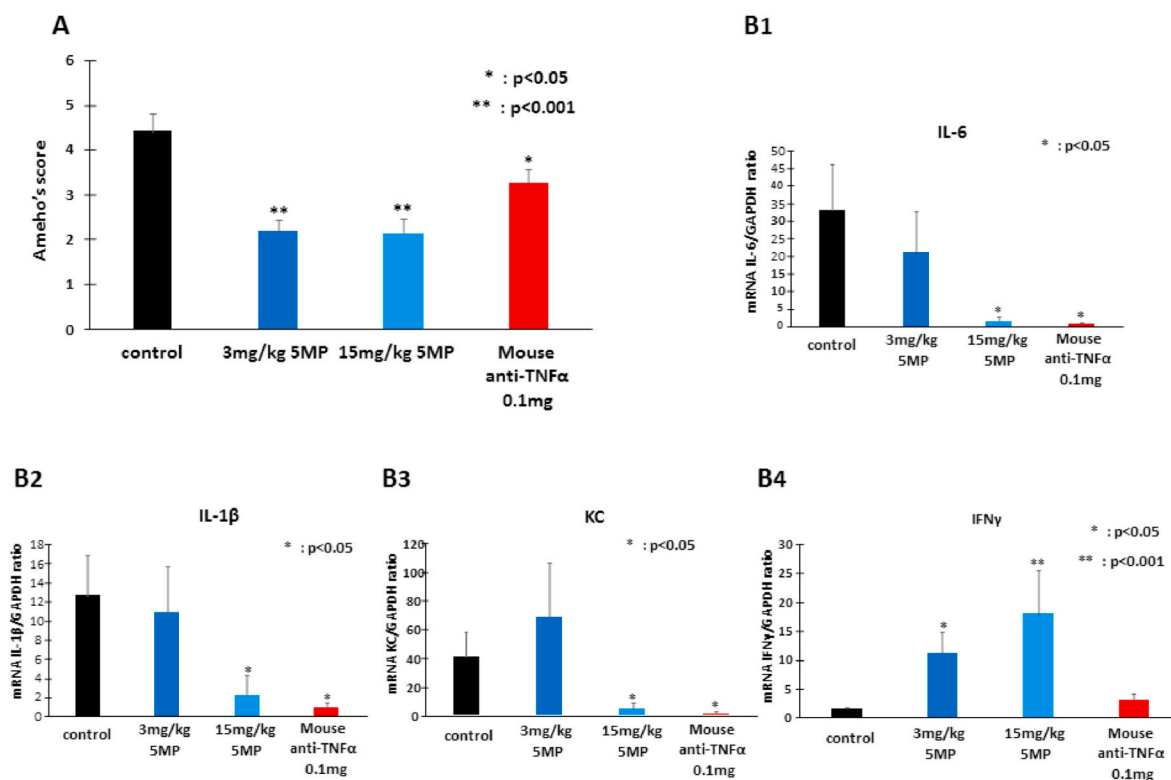 A
* : p<0.05
** : p<0.001
Ameho's score
6
5
4
3
2
1
0
**
**
*
control
3mg/kg 5MP
15mg/kg 5MP
Mouse
anti-TNFα
0.1mg
B1
IL-6
* : p<0.05
mRNA IL-6/GAPDH ratio
50
45
40
35
30
25
20
15
10
5
0
*
*
control
3mg/kg
5MP
15mg/kg
5MP
Mouse
anti-TNFα
0.1mg
B2
IL-1β
* : p<0.05
mRNA IL-1β/GAPDH ratio
18
16
14
12
10
8
6
4
2
0
*
*
control
3mg/kg
5MP
15mg/kg
5MP
Mouse
anti-TNFα
0.1mg
B3
KC
* : p<0.05
mRNA KC/GAPDH ratio
120
100
80
60
40
20
0
*
*
control
3mg/kg
5MP
15mg/kg
5MP
Mouse
anti-TNFα
0.1mg
B4
IFNγ
* : p<0.05
** : p<0.001
mRNA IFNγ/GAPDH ratio
30
25
20
15
10
5
0
*
**
control
3mg/kg
5MP
15mg/kg
5MP
Mouse
anti-TNFα
0.1mg